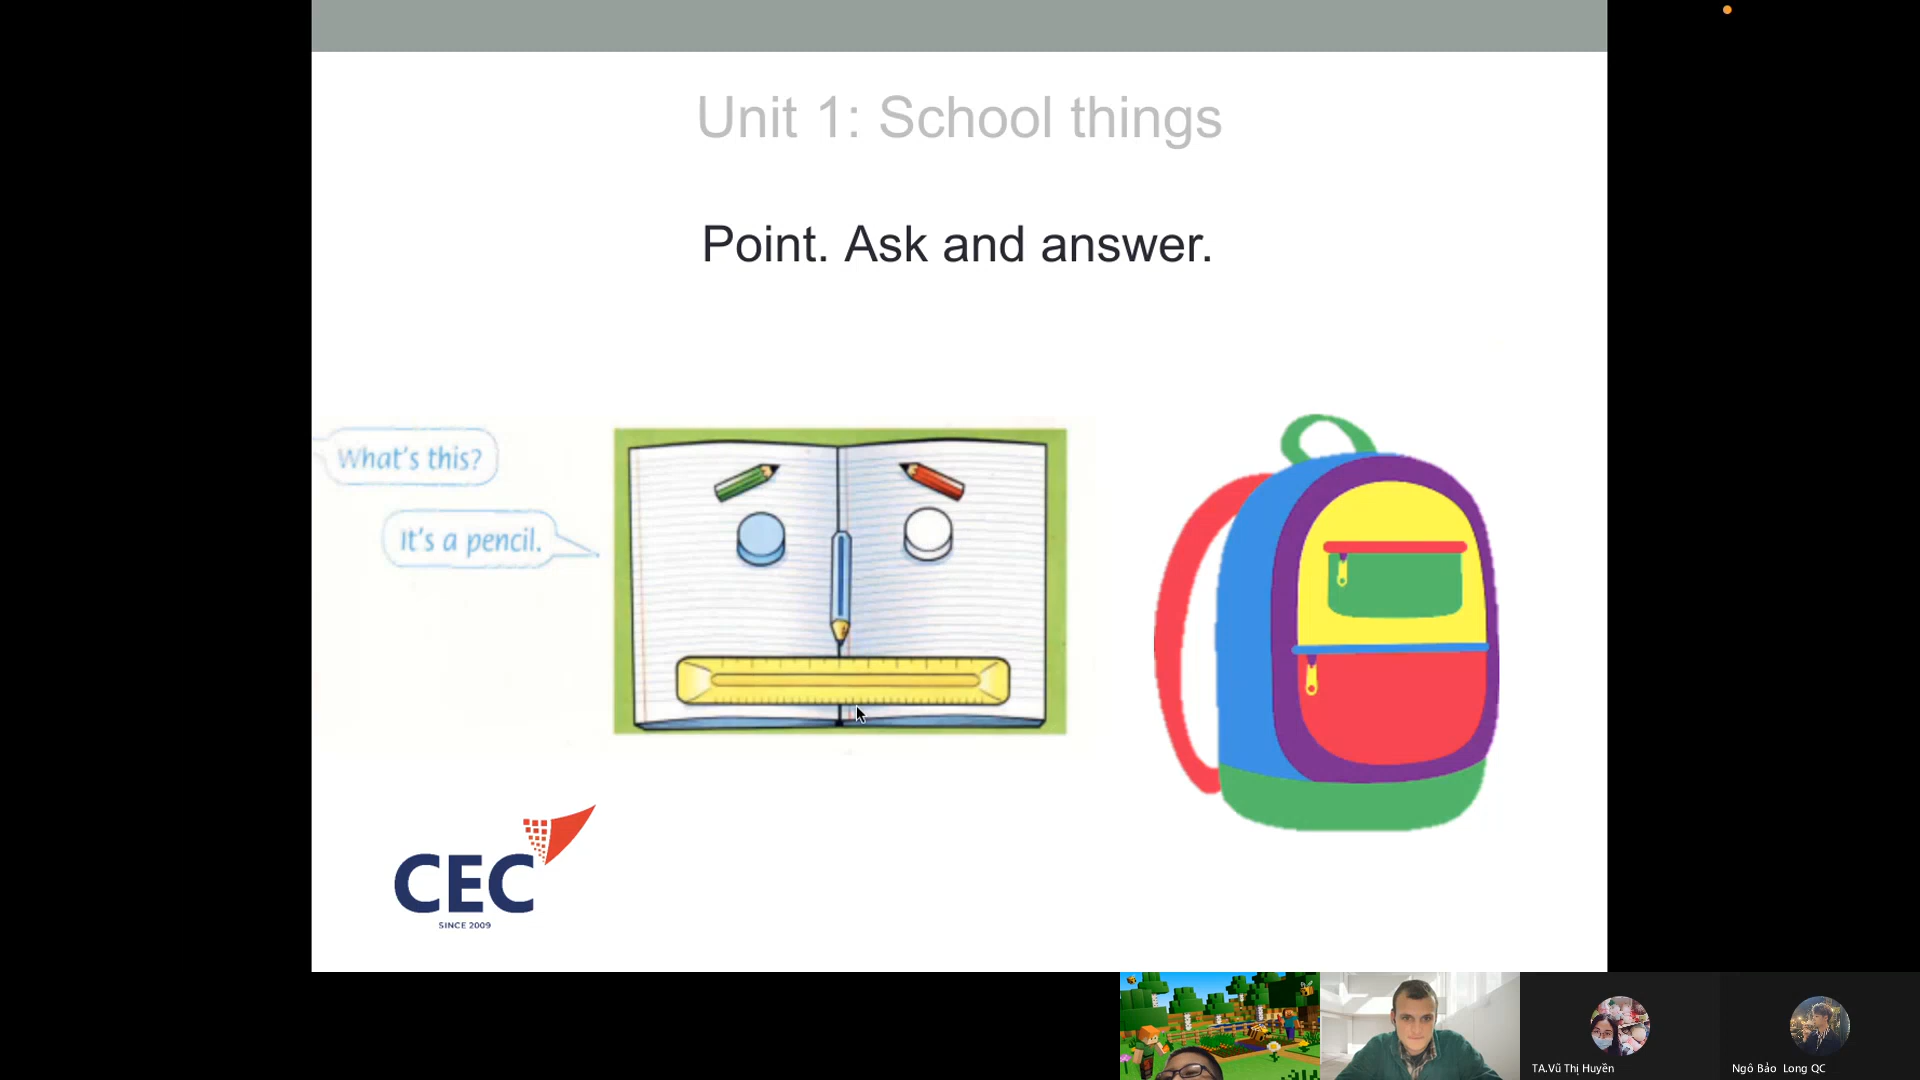 Unit 1: School things
Point. Ask and answer.
What's this?
It's a pencil.
CEC
SINCE 2009
TA.Vũ Thị Huyền
Ngô Bảo Long QC